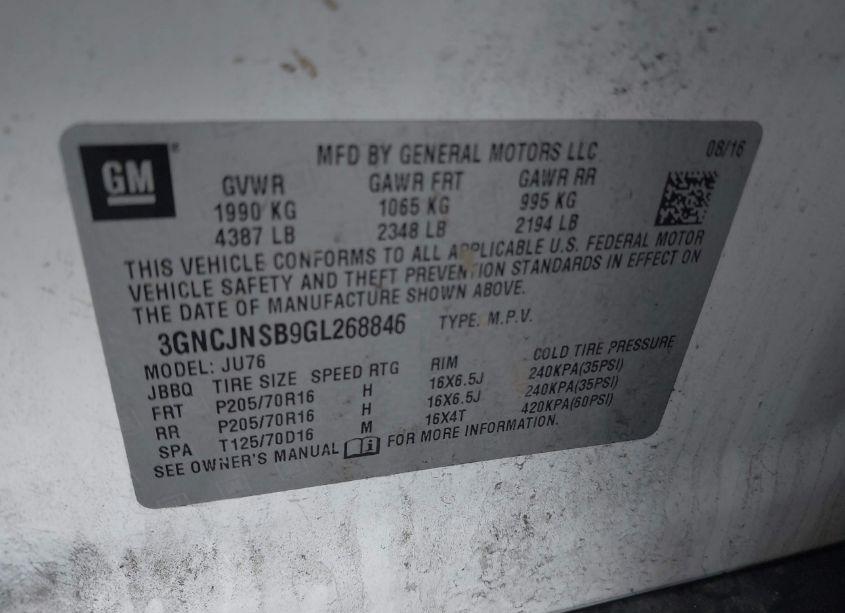 GM®
MFD BY GENERAL MOTORS LLC 08/16
GVWR GAWR FRT GAWR RR
1990 KG 1065 KG 995 KG
4387 LB 2348 LB 2194 LB
THIS VEHICLE CONFORMS TO ALL APPLICABLE U.S. FEDERAL MOTOR
VEHICLE SAFETY AND THEFT PREVENTION STANDARDS IN EFFECT ON
THE DATE OF MANUFACTURE SHOWN ABOVE.
3GNCJNSB9GL268846 TYPE: M.P.V.
MODEL: JU76
JBBQ TIRE SIZE SPEED RTG RIM COLD TIRE PRESSURE
FRT P205/70R16 H 16X6.5J 240KPA(35PSI)
RR P205/70R16 H 16X6.5J 240KPA(35PSI)
SPA T125/70D16 M 16X4T 420KPA(60PSI)
SEE OWNER'S MANUAL i FOR MORE INFORMATION.